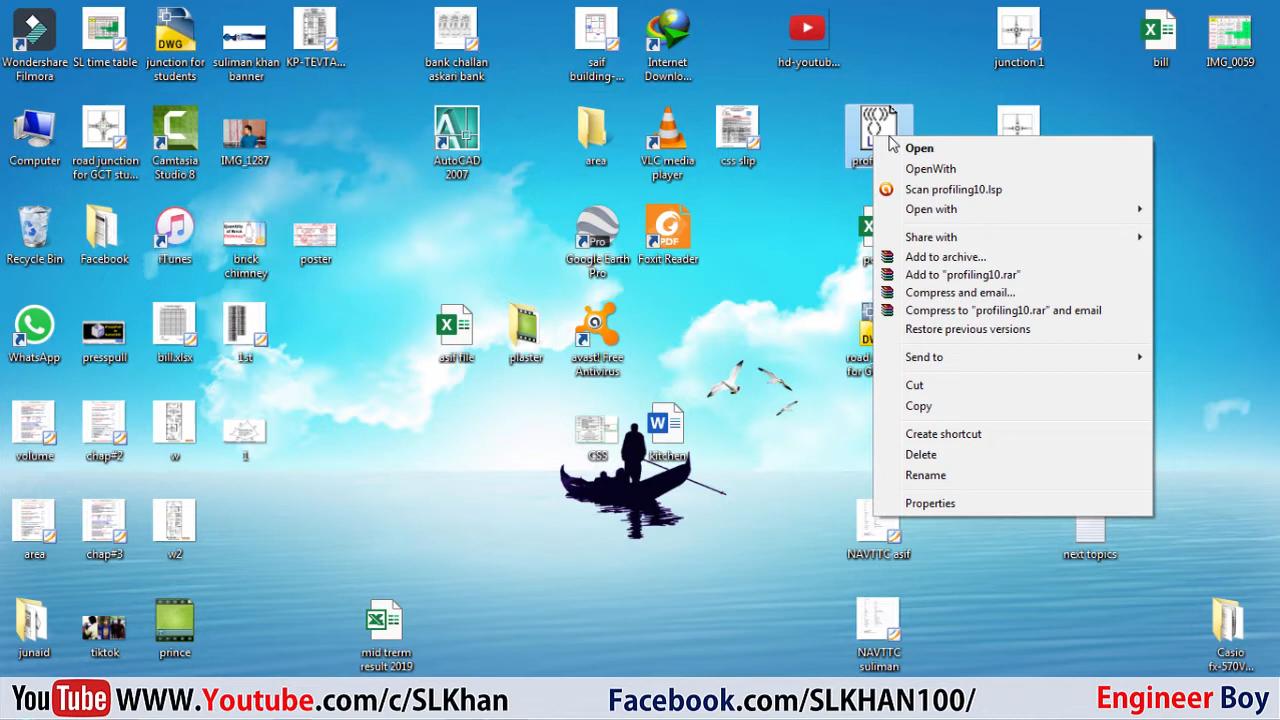 Wondershare
Filmora
SL time table
junction for
students
suliman khan
banner
KP-TEVTA...
bank challan
askari bank
saif
building-...
Internet
Downlo...
hd-youtub...
junction 1
bill
IMG_0059
Computer
road junction
for GCT stu...
Camtasia
Studio 8
IMG_1287
AutoCAD
2007
area
VLC media
player
css slip
Recycle Bin
Facebook
iTunes
brick
chimney
poster
Google Earth
Pro
Foxit Reader
WhatsApp
presspull
bill.xlsx
1st
asif file
plaster
avast! Free
Antivirus
volume
chap#2
w
1
CSS
kitchen
area
chap#3
w2
NAVTTC asif
next topics
junaid
tiktok
prince
mid trerm
result 2019
NAVTTC
suliman
Casio
fx-570V...
Open
OpenWith
Scan profiling10.lsp
Open with
Share with
Add to archive...
Add to "profiling10.rar"
Compress and email...
Compress to "profiling10.rar" and email
Restore previous versions
Send to
Cut
Copy
Create shortcut
Delete
Rename
Properties
YouTube WWW.Youtube.com/c/SLKhan
Facebook.com/SLKHAN100/
Engineer Boy